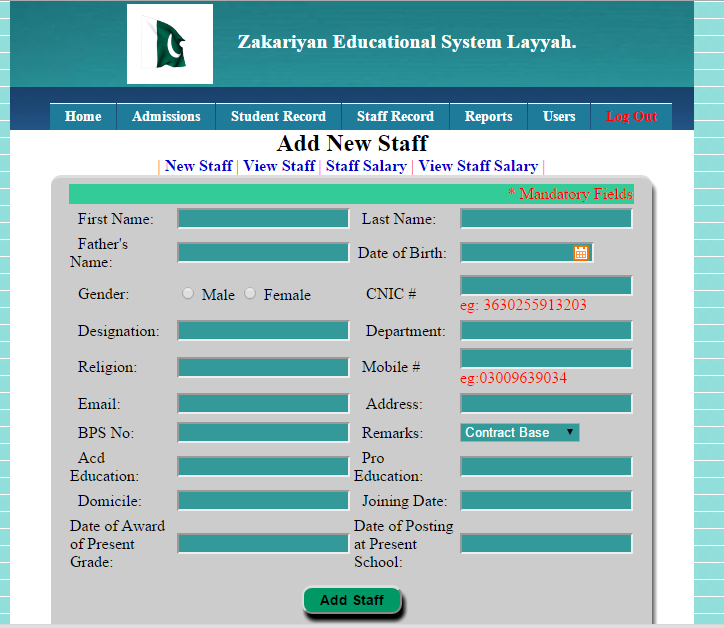 Zakariyan Educational System Layyah.
Home Admissions Student Record Staff Record Reports Users Log Out
Add New Staff
| New Staff | View Staff | Staff Salary | View Staff Salary |
* Mandatory Fields
First Name: Last Name:
Father's
Name: Date of Birth:
Gender: Male Female CNIC #
eg: 3630255913203
Designation: Department:
Religion: Mobile #
eg:03009639034
Email: Address:
BPS No: Remarks: Contract Base
Acd
Education:
Pro
Education:
Domicile: Joining Date:
Date of Award
of Present
Grade:
Date of Posting
at Present
School:
Add Staff